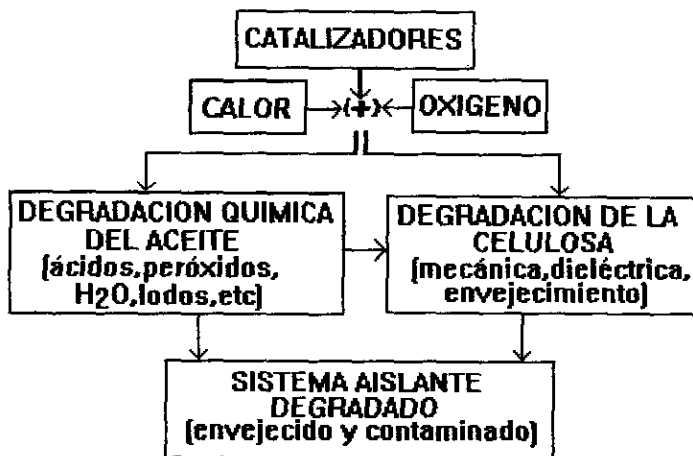 CATALIZADORES
CALOR
(+)
OXIGENO
DEGRADACION QUIMICA
DEL ACEITE
(ácidos,peróxidos,
H2O,lodos,etc)
DEGRADACION DE LA
CELULOSA
(mecánica,dieléctrica,
envejecimiento)
SISTEMA AISLANTE
DEGRADADO
(envejecido y contaminado)